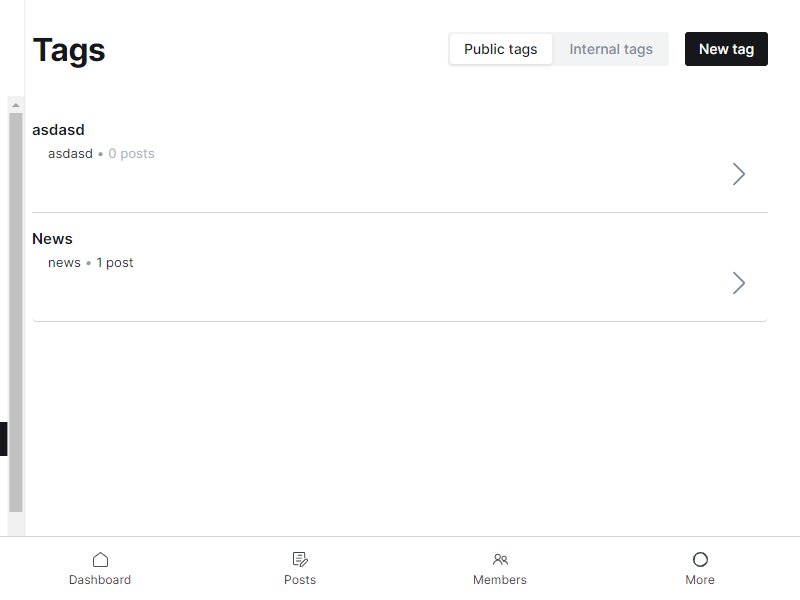 Tags
Public tags
Internal tags
New tag
asdasd
asdasd • 0 posts
News
news • 1 post
Dashboard
Posts
Members
More